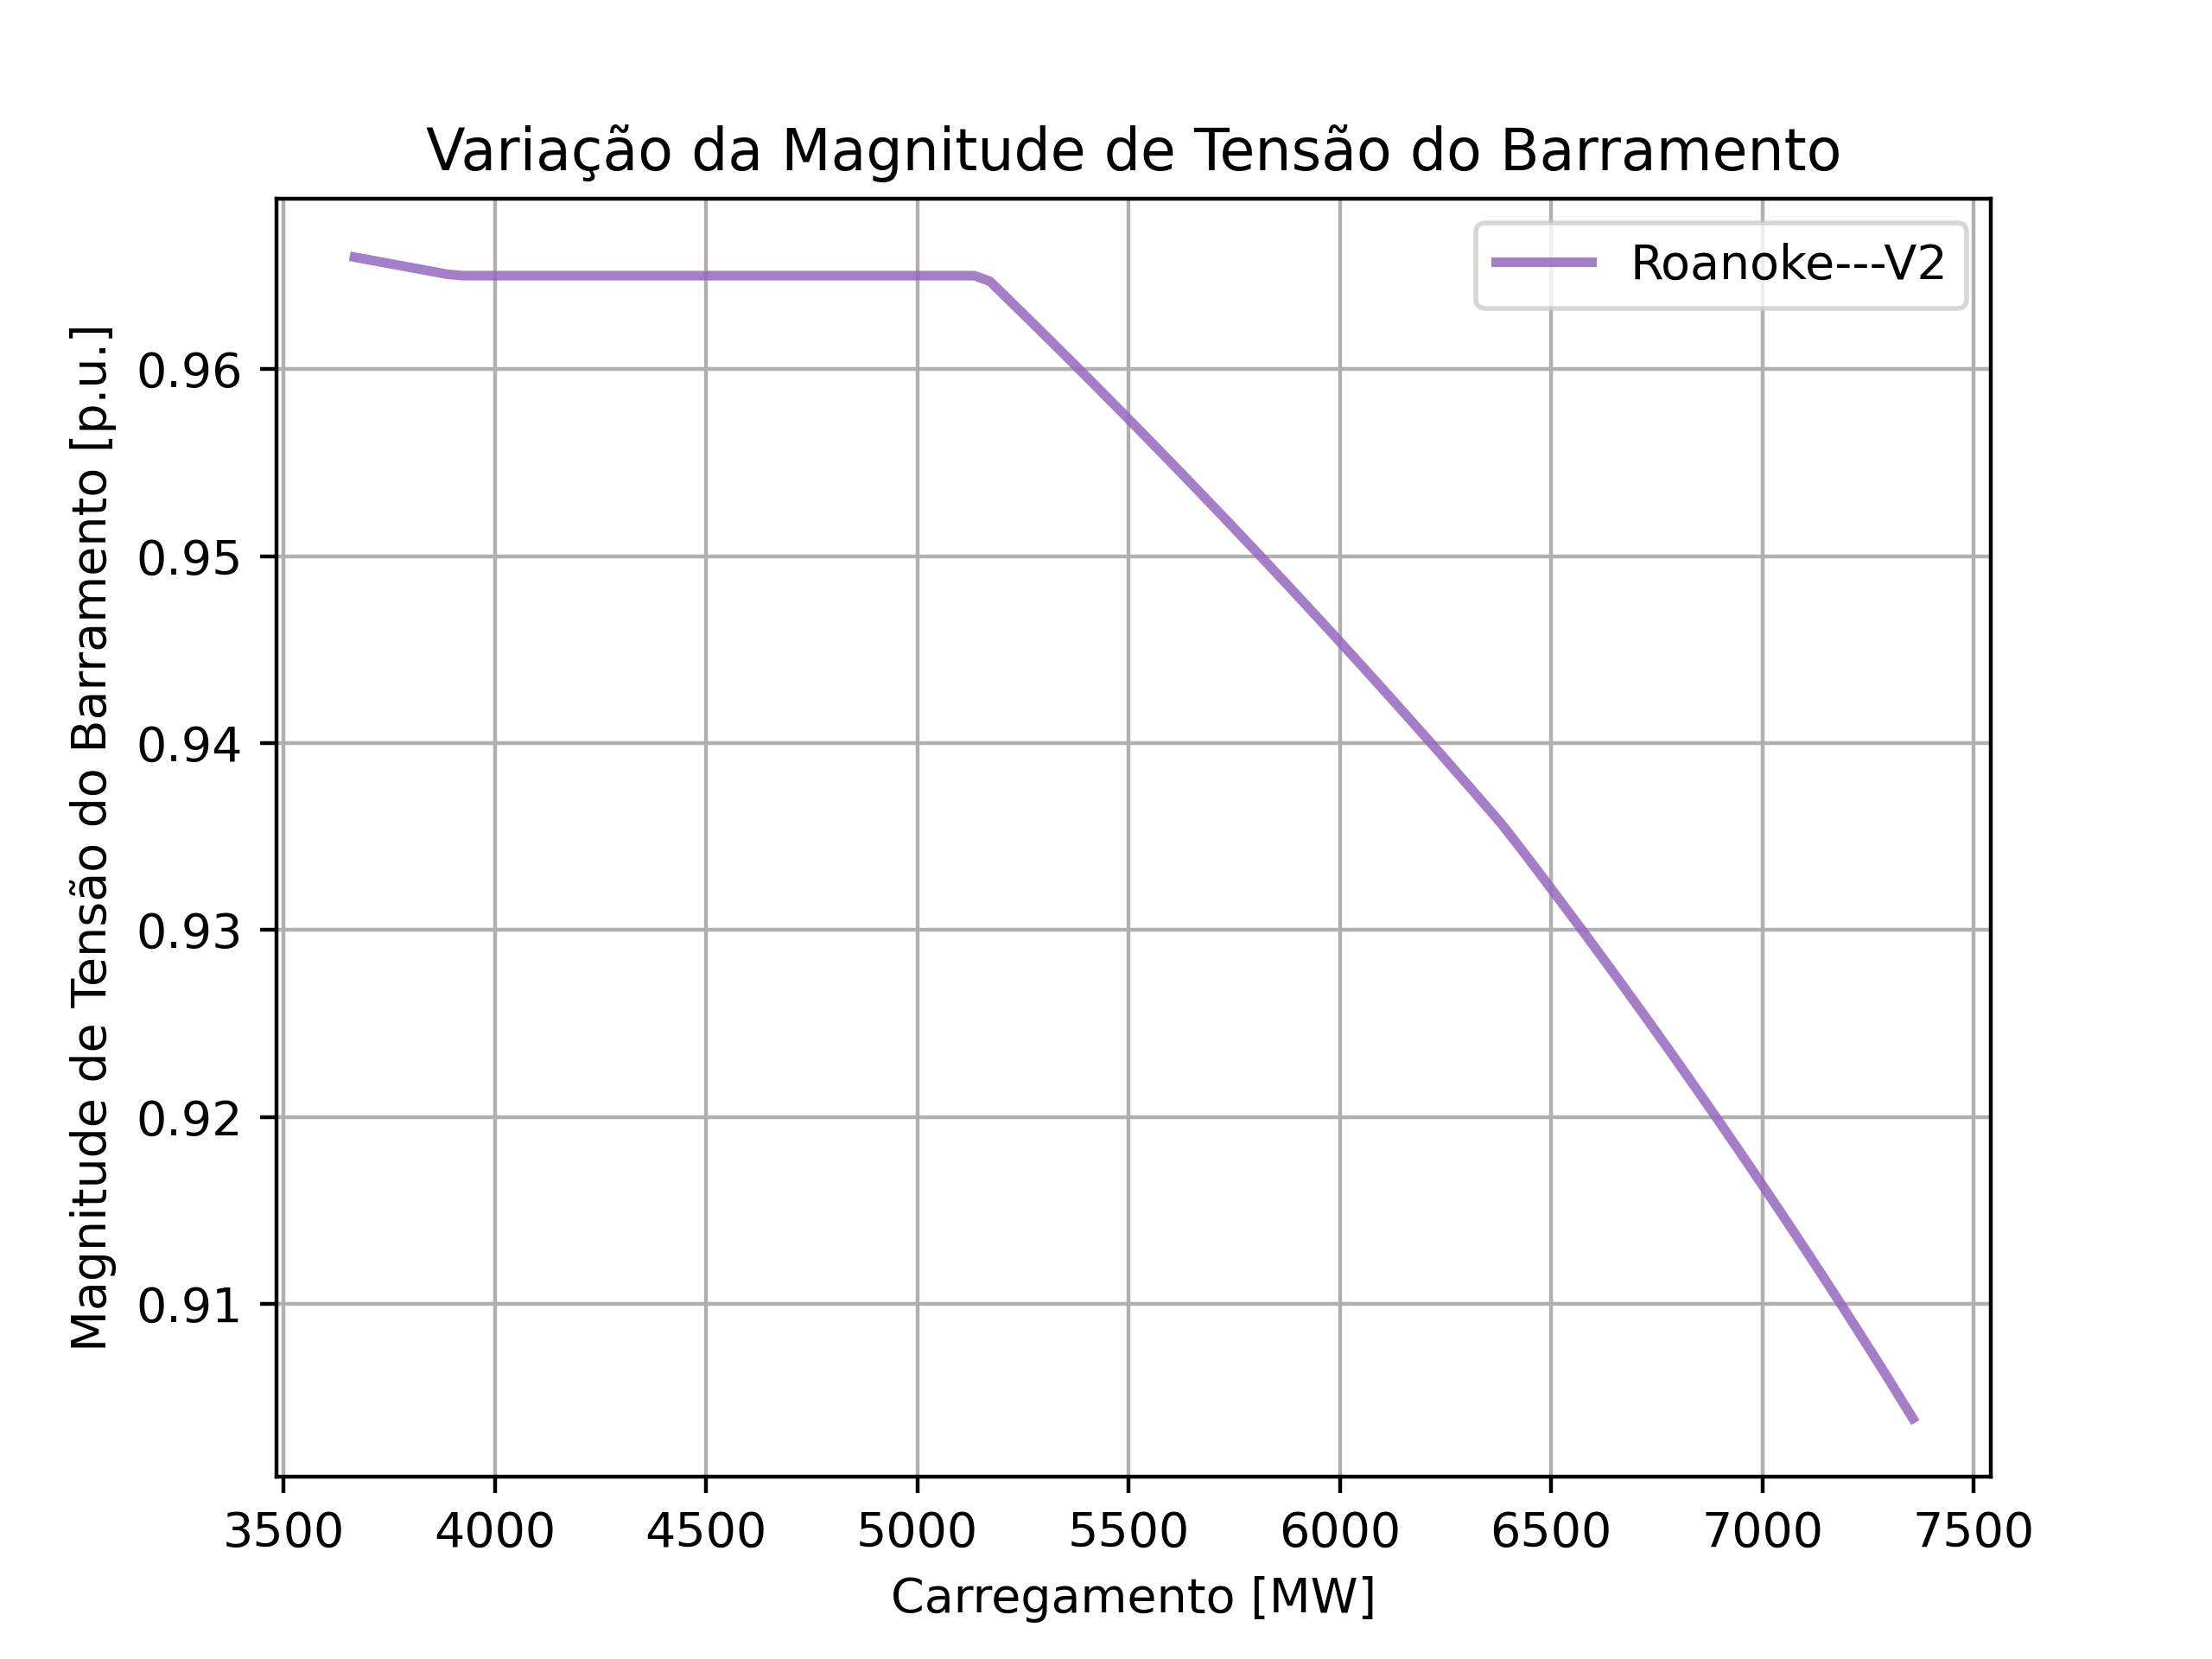 Variação da Magnitude de Tensão do Barramento
Roanoke---V2
Magnitude de Tensão do Barramento [p.u.]
0.96
0.95
0.94
0.93
0.92
0.91
3500 4000 4500 5000 5500 6000 6500 7000 7500
Carregamento [MW]